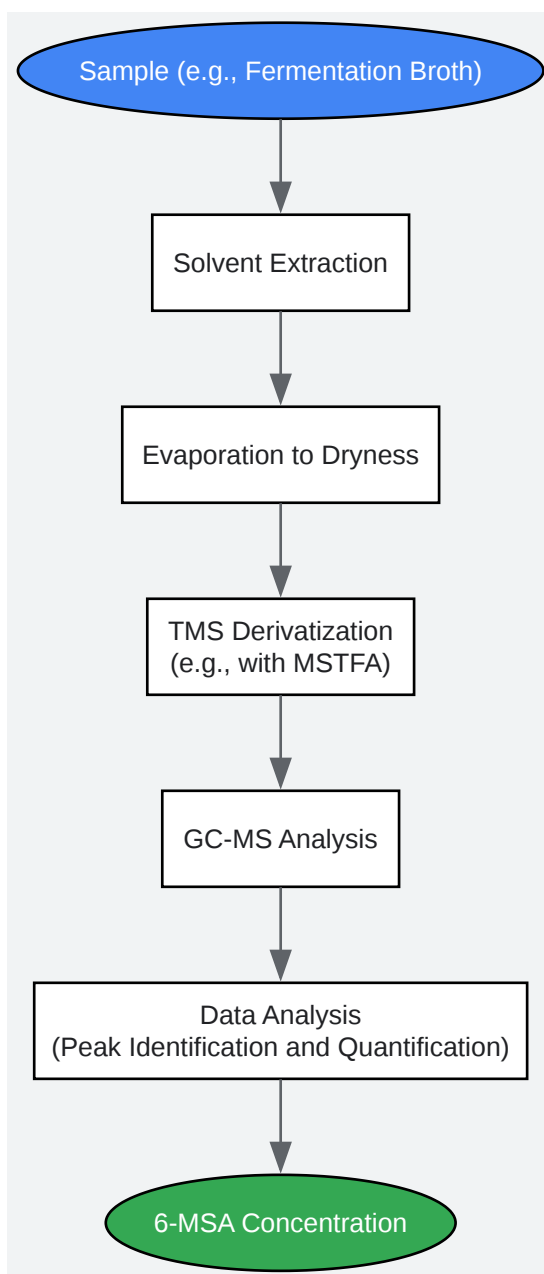 Sample (e.g., Fermentation Broth)
Solvent Extraction
Evaporation to Dryness
TMS Derivatization
(e.g., with MSTFA)
GC-MS Analysis
Data Analysis
(Peak Identification and Quantification)
6-MSA Concentration